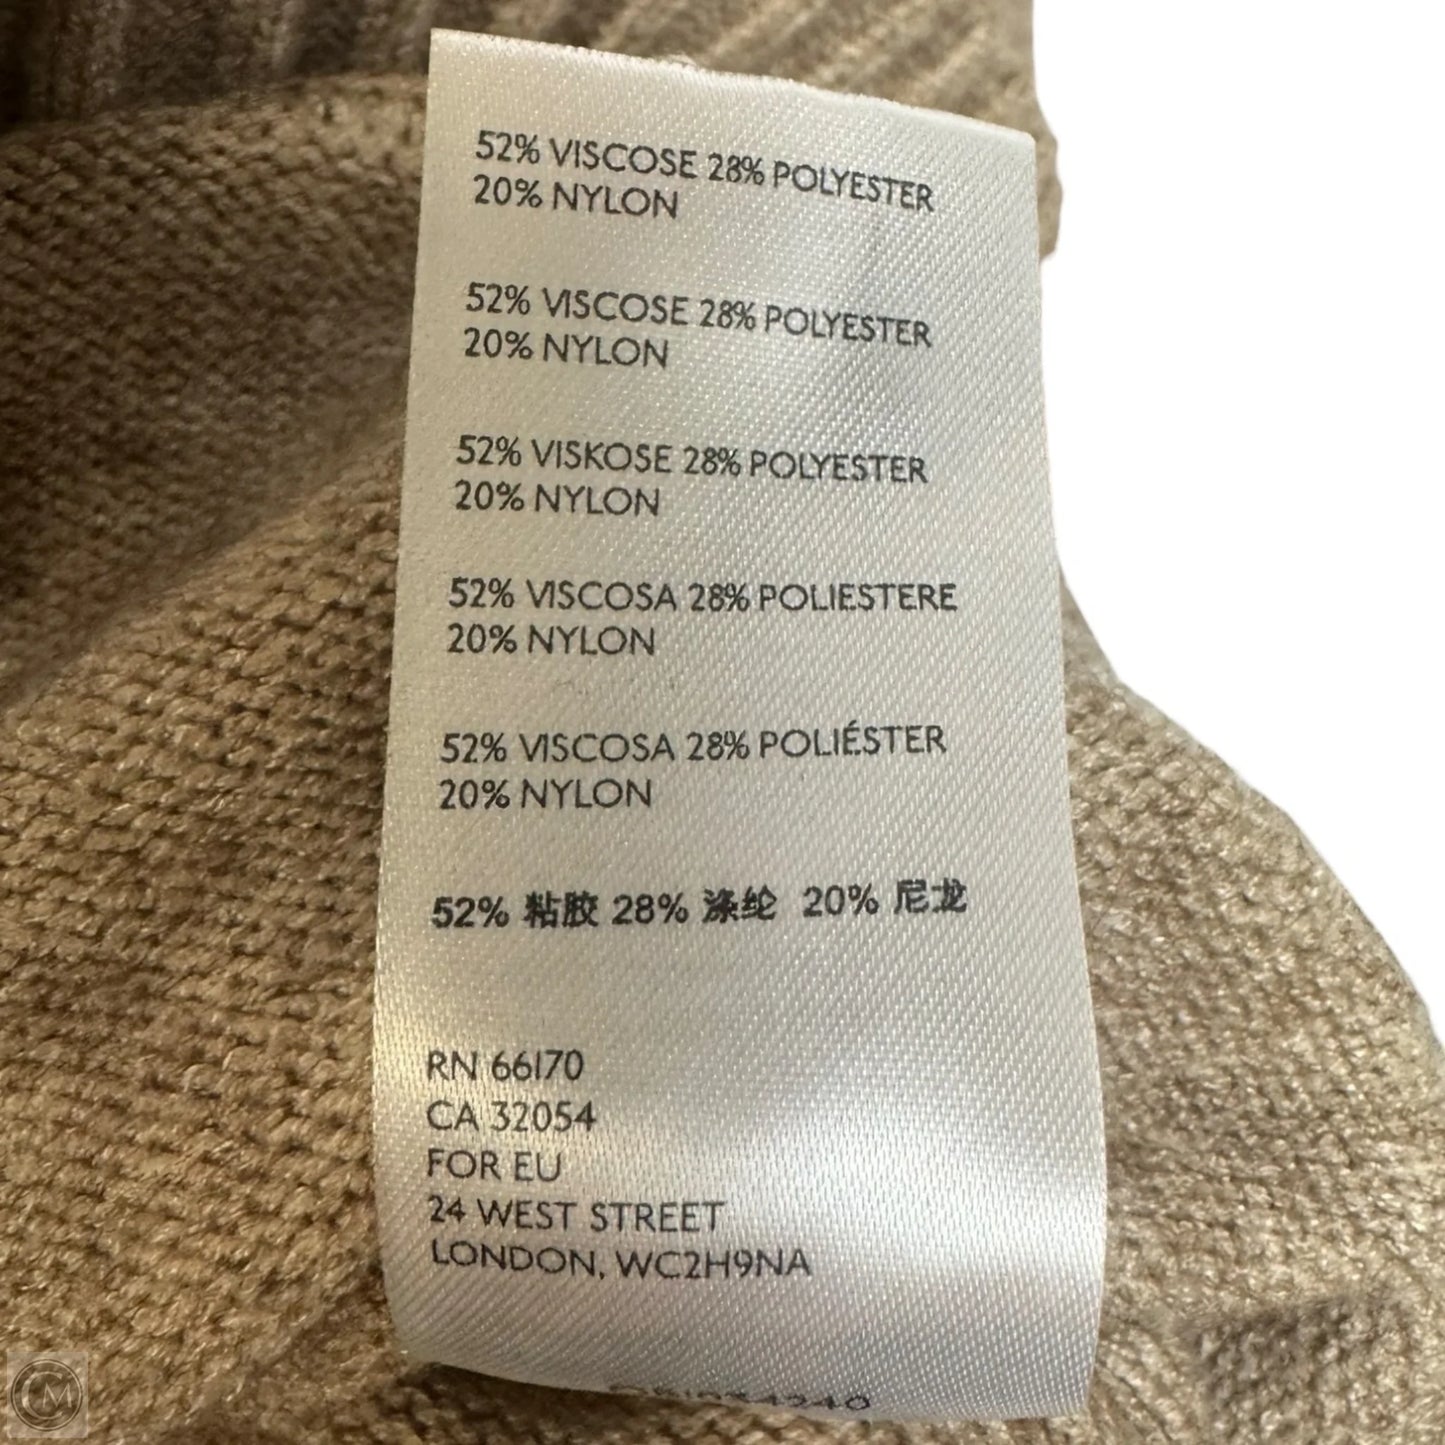 52% VISCOSE 28% POLYESTER
20% NYLON
52% VISCOSE 28% POLYESTER
20% NYLON
52% VISKOSE 28% POLYESTER
20% NYLON
52% VISCOSA 28% POLIESTERE
20% NYLON
52% VISCOSA 28% POLIÉSTER
20% NYLON
52% 粘胶 28% 涤纶 20% 尼龙
RN 66170
CA 32054
FOR EU
24 WEST STREET
LONDON, WC2H9NA